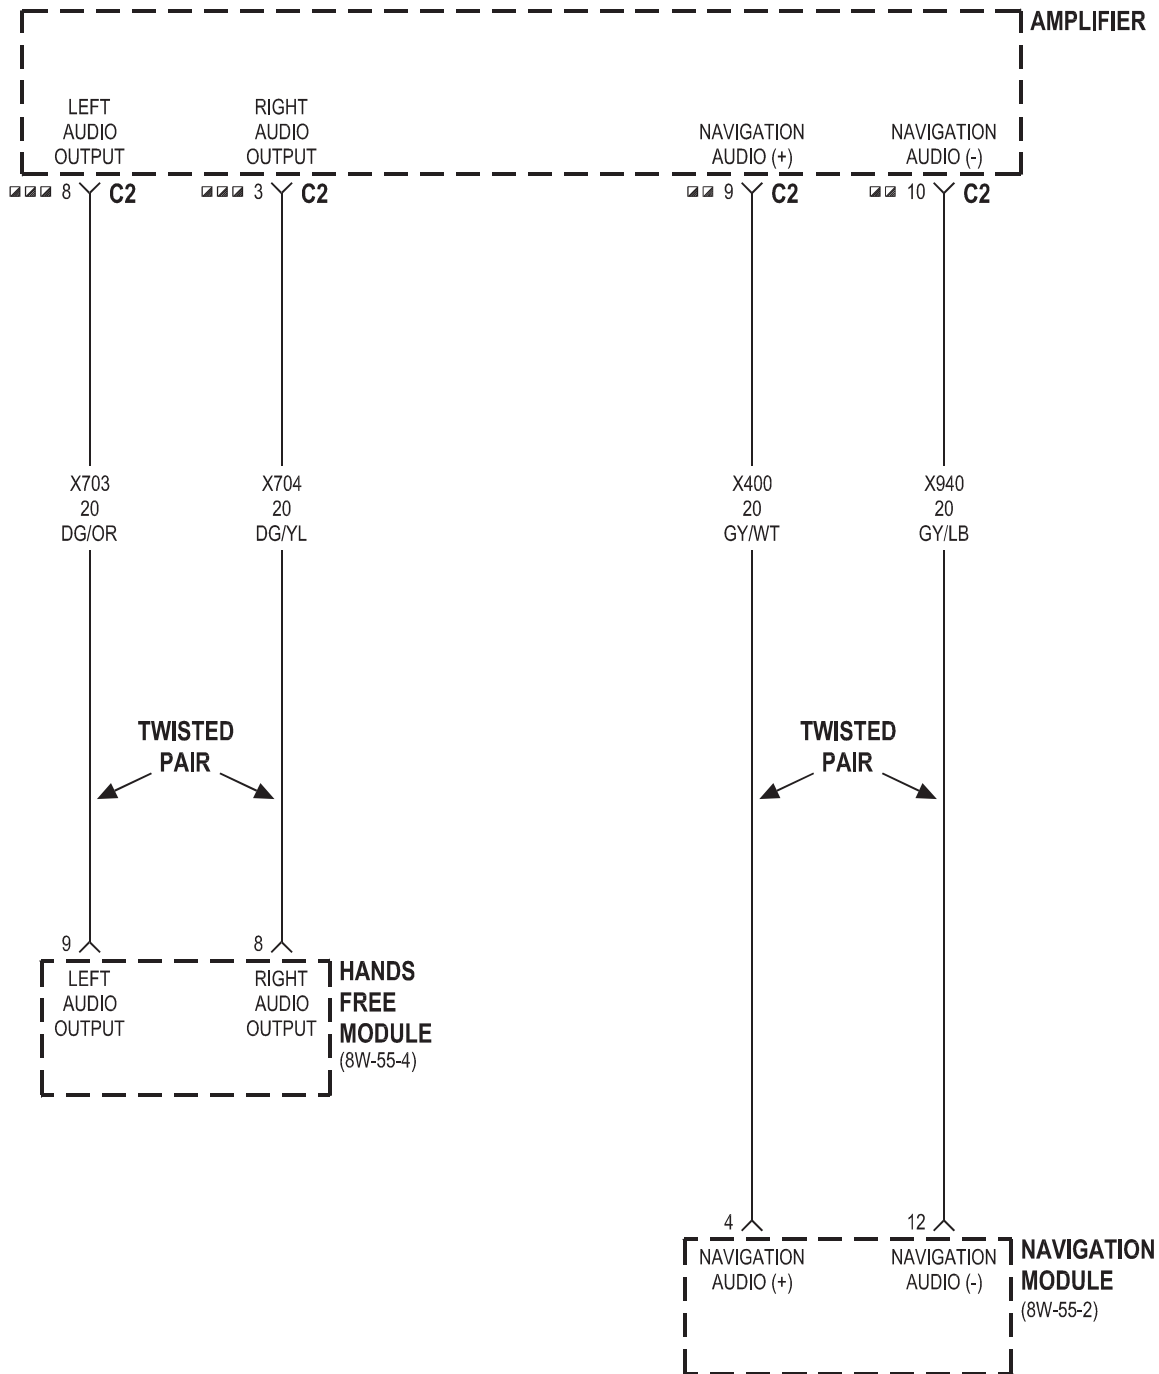 AMPLIFIER
LEFT
AUDIO
OUTPUT
RIGHT
AUDIO
OUTPUT
NAVIGATION
AUDIO (+)
NAVIGATION
AUDIO (-)
8 C2
3 C2
9 C2
10 C2
X703
20
DG/OR
X704
20
DG/YL
X400
20
GY/WT
X940
20
GY/LB
TWISTED
PAIR
TWISTED
PAIR
9
8
LEFT
AUDIO
OUTPUT
RIGHT
AUDIO
OUTPUT
HANDS
FREE
MODULE
(8W-55-4)
4
12
NAVIGATION
AUDIO (+)
NAVIGATION
AUDIO (-)
NAVIGATION
MODULE
(8W-55-2)